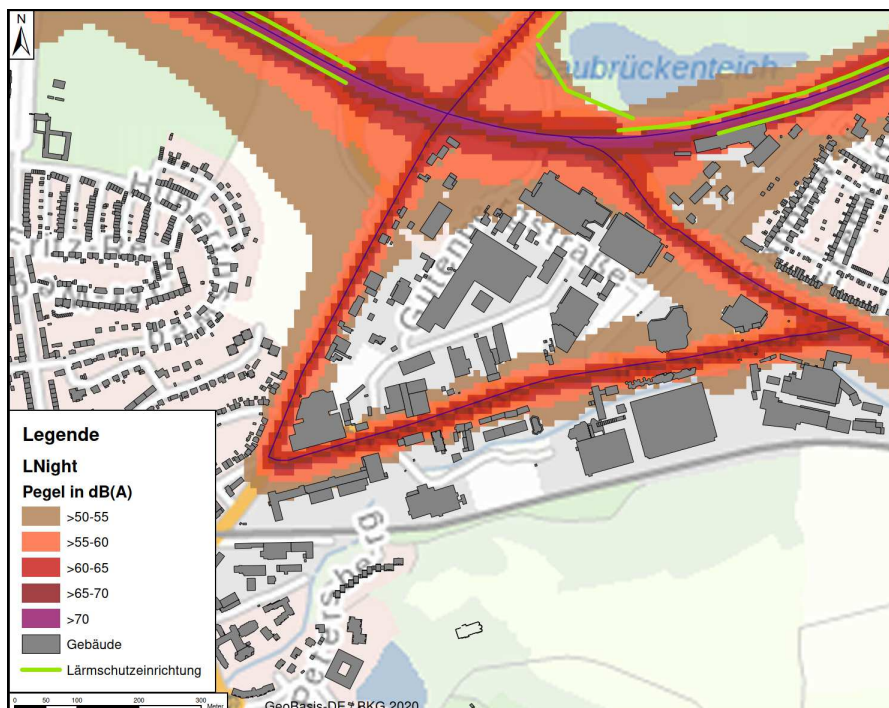 N
Saubrückenteich
Gutenbergstraße
Legende
LNight
Pegel in dB(A)
>50-55
>55-60
>60-65
>65-70
>70
Gebäude
Lärmschutzeinrichtung
0 50 100 200 300
Meter
GeoBasis-DE / BKG 2020